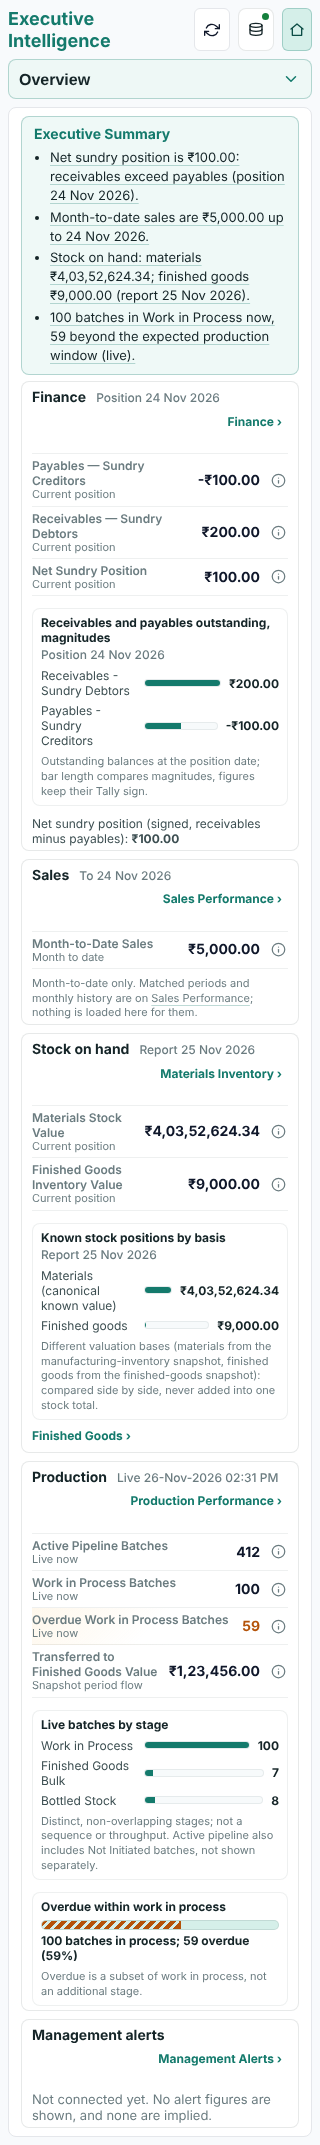 Executive
Intelligence
Overview
Executive Summary
• Net sundry position is ₹100.00:
receivables exceed payables (position
24 Nov 2026).
• Month-to-date sales are ₹5,000.00 up
to 24 Nov 2026.
• Stock on hand: materials
₹4,03,52,624.34; finished goods
₹9,000.00 (report 25 Nov 2026).
• 100 batches in Work in Process now,
59 beyond the expected production
window (live).
Finance Position 24 Nov 2026
Finance ›
Payables — Sundry
Creditors
Current position
-₹100.00
Receivables — Sundry
Debtors
Current position
₹200.00
Net Sundry Position
Current position
₹100.00
Receivables and payables outstanding,
magnitudes
Position 24 Nov 2026
Receivables -
Sundry Debtors
₹200.00
Payables -
Sundry
Creditors
-₹100.00
Outstanding balances at the position date;
bar length compares magnitudes, figures
keep their Tally sign.
Net sundry position (signed, receivables
minus payables): ₹100.00
Sales To 24 Nov 2026
Sales Performance ›
Month-to-Date Sales
Month to date
₹5,000.00
Month-to-date only. Matched periods and
monthly history are on Sales Performance;
nothing is loaded here for them.
Stock on hand Report 25 Nov 2026
Materials Inventory ›
Materials Stock
Value
Current position
₹4,03,52,624.34
Finished Goods
Inventory Value
Current position
₹9,000.00
Known stock positions by basis
Report 25 Nov 2026
Materials
(canonical
known value)
₹4,03,52,624.34
Finished goods
₹9,000.00
Different valuation bases (materials from the
manufacturing-inventory snapshot, finished
goods from the finished-goods snapshot):
compared side by side, never added into one
stock total.
Finished Goods ›
Production Live 26-Nov-2026 02:31 PM
Production Performance ›
Active Pipeline Batches
Live now
412
Work in Process Batches
Live now
100
Overdue Work in Process Batches
Live now
59
Transferred to
Finished Goods Value
Snapshot period flow
₹1,23,456.00
Live batches by stage
Work in Process
100
Finished Goods
Bulk
7
Bottled Stock
8
Distinct, non-overlapping stages; not a
sequence or throughput. Active pipeline also
includes Not Initiated batches, not shown
separately.
Overdue within work in process
100 batches in process; 59 overdue
(59%)
Overdue is a subset of work in process, not
an additional stage.
Management alerts
Management Alerts ›
Not connected yet. No alert figures are
shown, and none are implied.